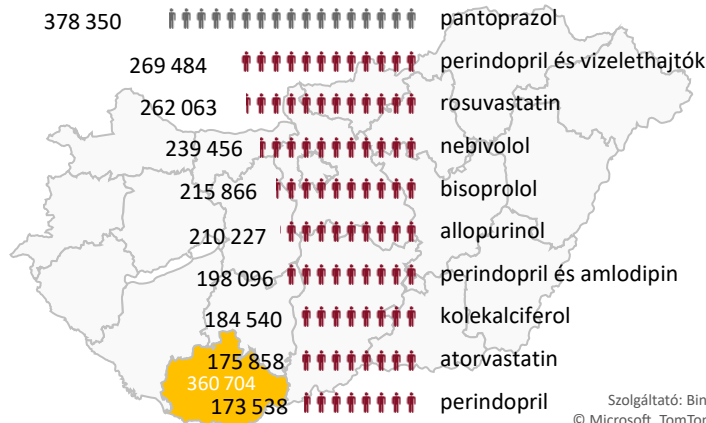 378 350 pantoprazol
269 484 perindopril és vizelethajtók
262 063 rosuvastatin
239 456 nebivolol
215 866 bisoprolol
210 227 allopurinol
198 096 perindopril és amlodipin
184 540 kolekalciferol
175 858 atorvastatin
360 704
173 538 perindopril
Szolgáltató: Bin
© Microsoft, TomTom